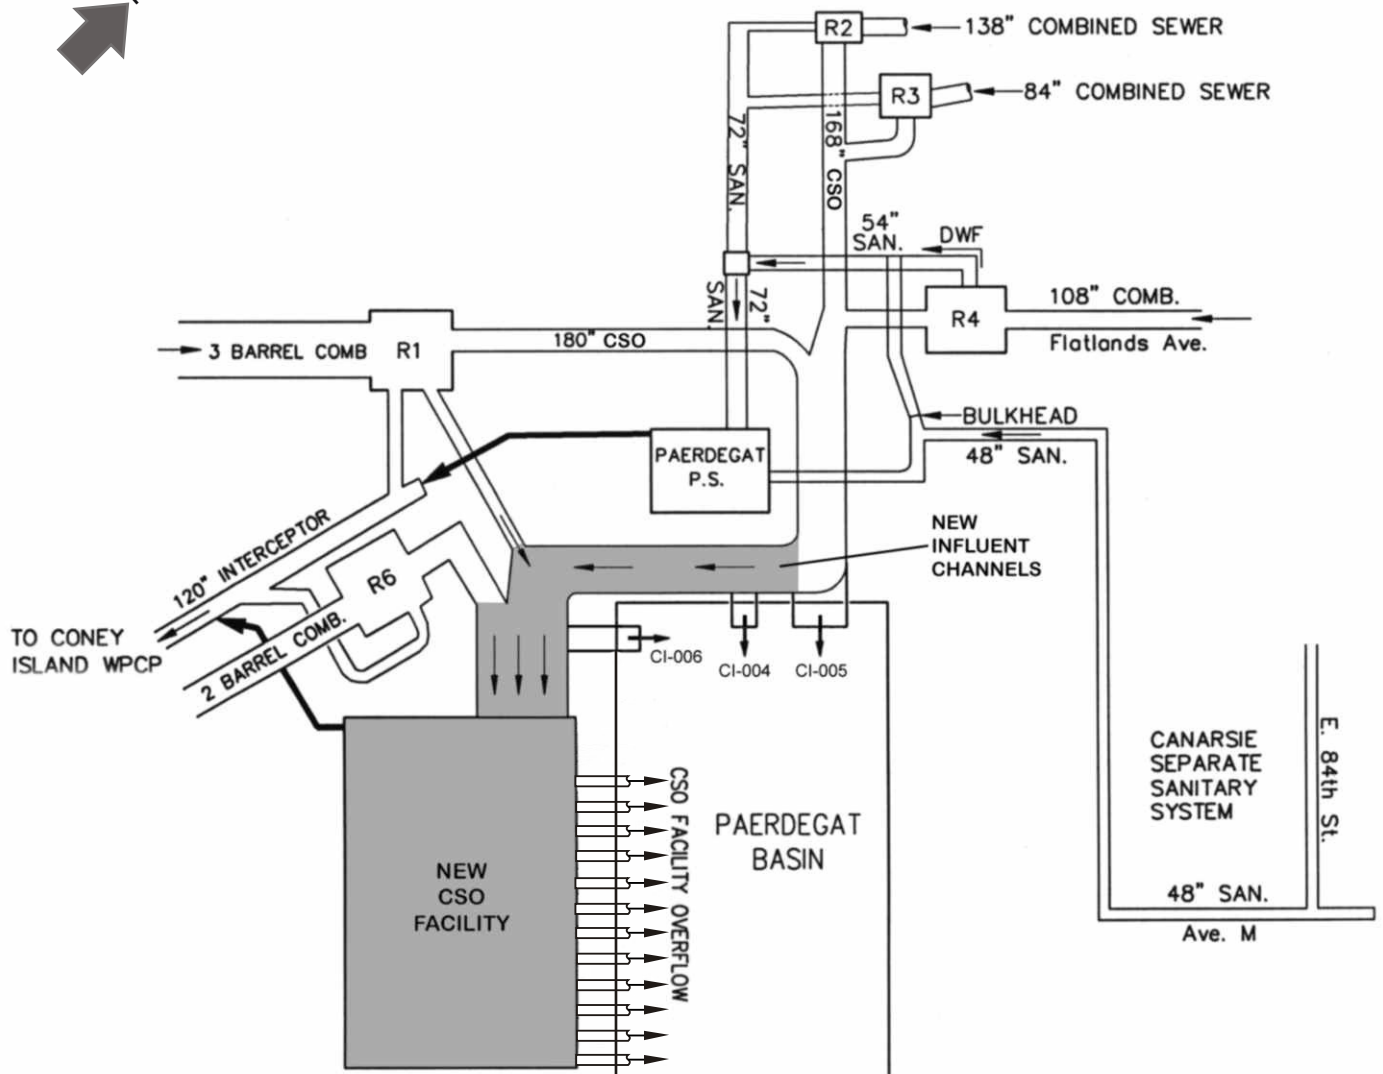 R2
138" COMBINED SEWER
R3
84" COMBINED SEWER
72" SAN.
168" CSO
54"
SAN.
DWF
72"
SAN.
R4
108" COMB.
Flatlands Ave.
3 BARREL COMB
R1
180" CSO
BULKHEAD
48" SAN.
PAERDEGAT
P.S.
NEW
INFLUENT
CHANNELS
120" INTERCEPTOR
R6
TO CONEY
ISLAND WPCP
2 BARREL COMB.
CI-006
CI-004
CI-005
CANARSIE
SEPARATE
SANITARY
SYSTEM
E. 84th St.
CSO FACILITY OVERFLOW
PAERDEGAT
BASIN
NEW
CSO
FACILITY
48" SAN.
Ave. M